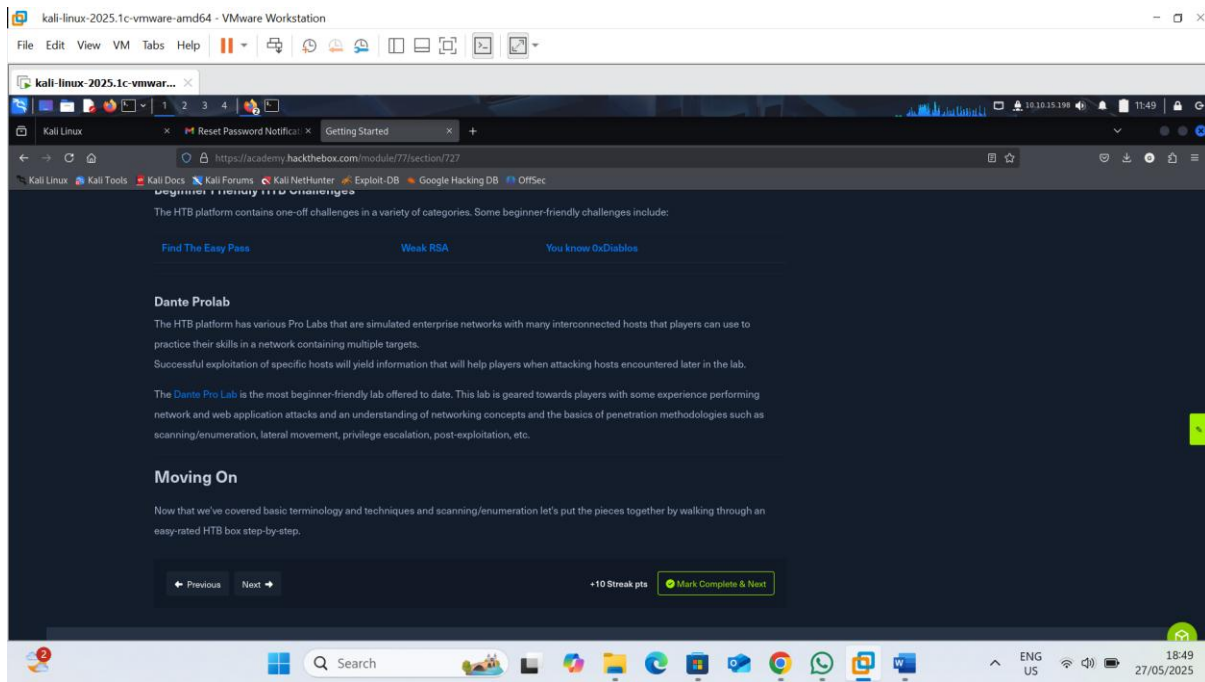 kali-linux-2025.1c-vmware-amd64 - VMware Workstation
File Edit View VM Tabs Help
kali-linux-2025.1c-vmwar...
1 2 3 4
10.10.15.198
11:49
Kali Linux
Reset Password Notificati
Getting Started
https://academy.hackthebox.com/module/77/section/727
Kali Linux Kali Tools Kali Docs Kali Forums Kali NetHunter Exploit-DB Google Hacking DB OffSec
Beginner Friendly HTB Challenges
The HTB platform contains one-off challenges in a variety of categories. Some beginner-friendly challenges include:
Find The Easy Pass Weak RSA You know 0xDiablos
Dante Prolab
The HTB platform has various Pro Labs that are simulated enterprise networks with many interconnected hosts that players can use to
practice their skills in a network containing multiple targets.
Successful exploitation of specific hosts will yield information that will help players when attacking hosts encountered later in the lab.
The Dante Pro Lab is the most beginner-friendly lab offered to date. This lab is geared towards players with some experience performing
network and web application attacks and an understanding of networking concepts and the basics of penetration methodologies such as
scanning/enumeration, lateral movement, privilege escalation, post-exploitation, etc.
Moving On
Now that we've covered basic terminology and techniques and scanning/enumeration let's put the pieces together by walking through an
easy-rated HTB box step-by-step.
Previous Next +10 Streak pts Mark Complete & Next
2
Search
ENG
US
18:49
27/05/2025